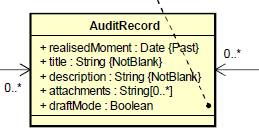 AuditRecord
+ realisedMoment : Date {Past}
+ title : String {NotBlank}
+ description : String {NotBlank}
+ attachments : String[0..*]
+ draftMode : Boolean
0..*
0..*